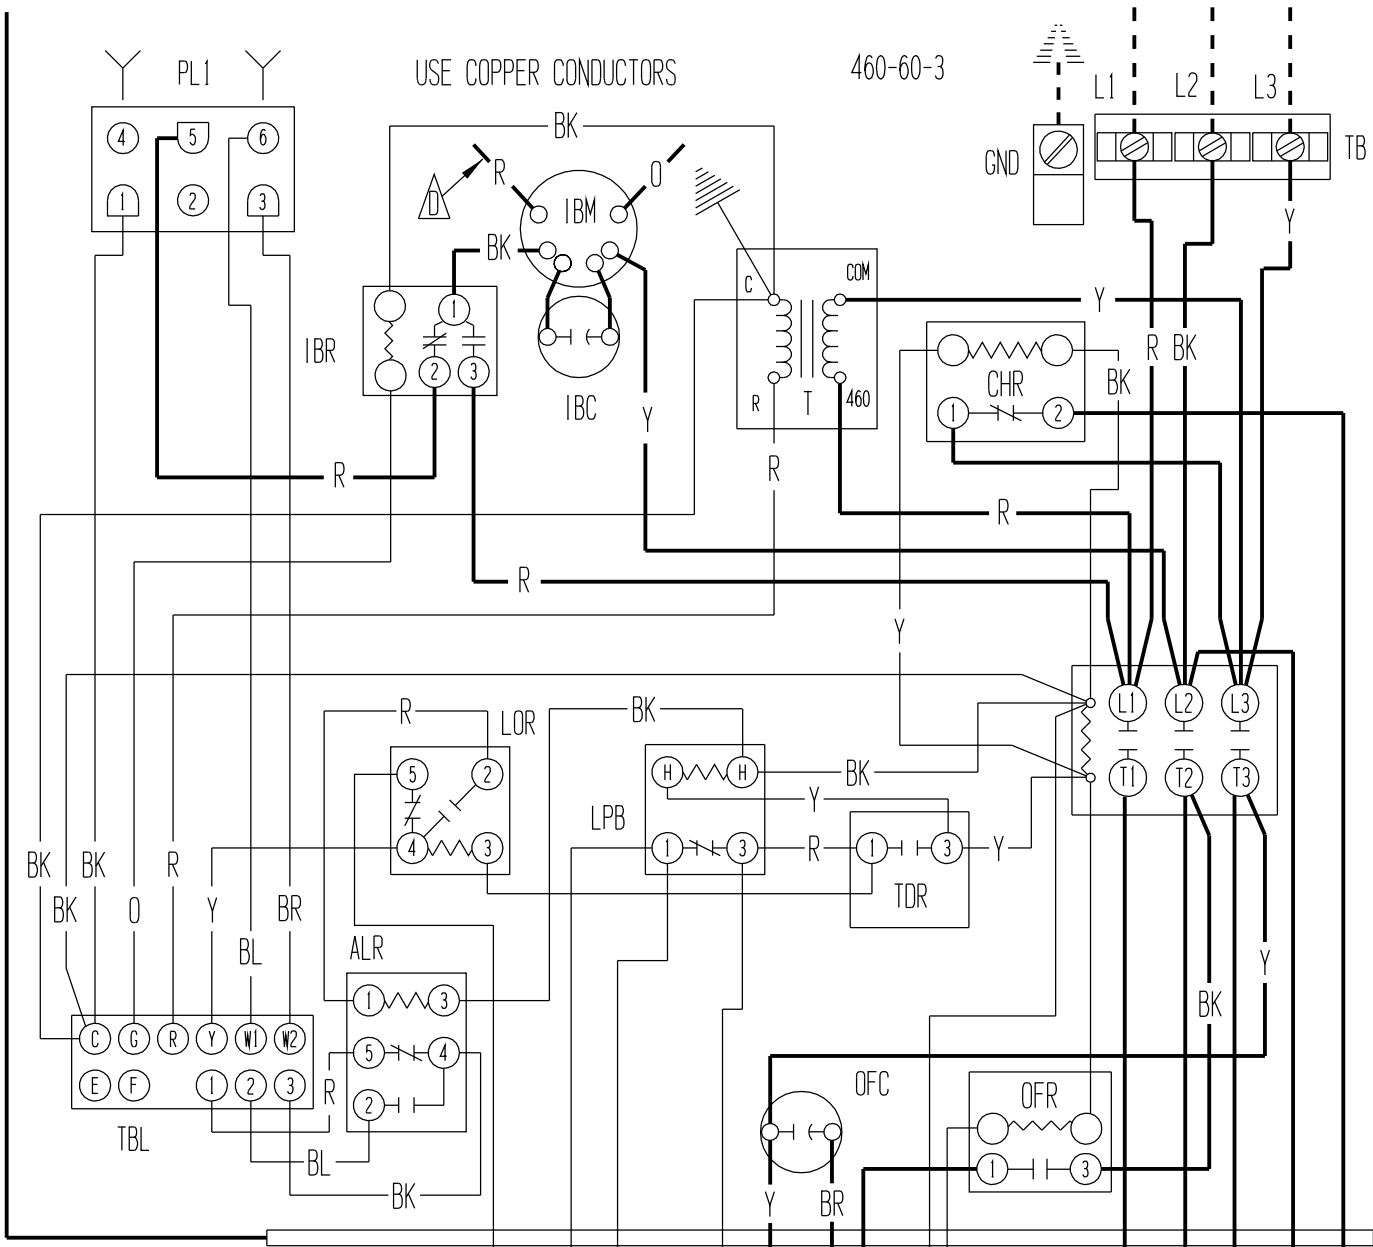 PL1
USE COPPER CONDUCTORS
460-60-3
L1 L2 L3
4 5 6
1 2 3
BK
GND
TB
R
D
IBM
O
BK
C
COM
Y
Y
IBR
1
2 3
IBC
Y
R
T
460
CHR
1 2
BK
R BK
R
R
R
R
Y
R
LOR
BK
L1 L2 L3
5 2
4 3
LPB
H H
BK
T1 T2 T3
Y
1 3
R
1 3
Y
TDR
BK
BK
BK
O
R
Y
BL
BR
ALR
1 3
5 4
2
C G R Y W1 W2
E F 1 2 3
R
TBL
BL
BK
Y
BK
OFC
OFR
1 3
Y
BR